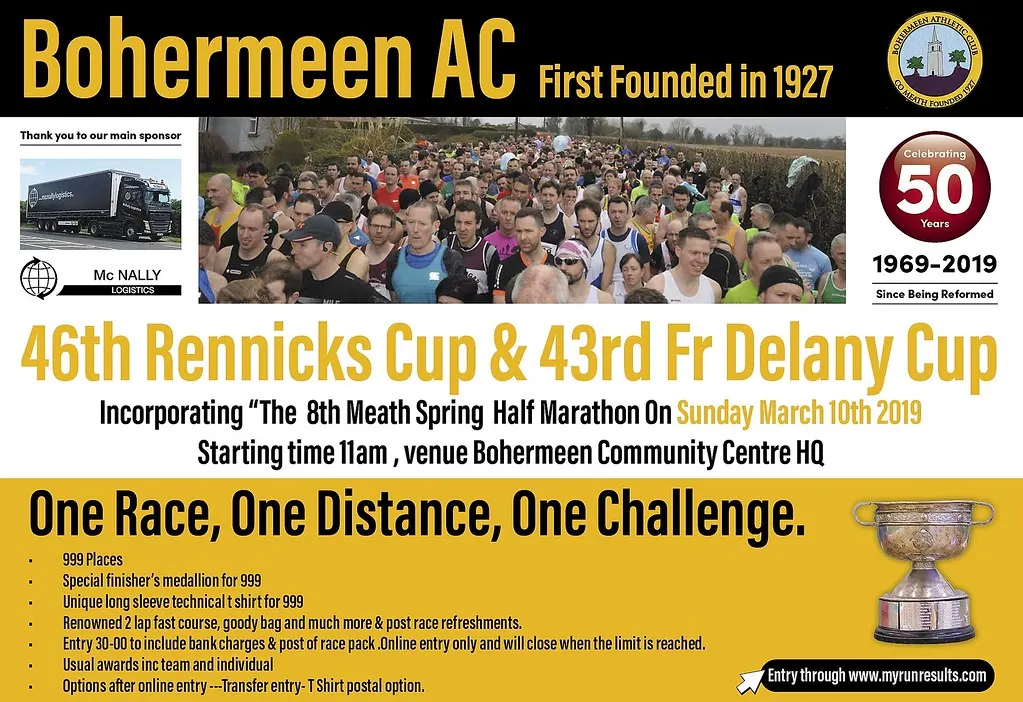 Bohermeen AC First Founded in 1927
BOHERMEEN ATHLETIC CLUB
CO MEATH FOUNDED 1927
Thank you to our main sponsor
mcnallylogistics.
Mc NALLY
LOGISTICS
Celebrating
50
Years
1969-2019
Since Being Reformed
46th Rennicks Cup & 43rd Fr Delany Cup
Incorporating “The 8th Meath Spring Half Marathon On Sunday March 10th 2019
Starting time 11am , venue Bohermeen Community Centre HQ
One Race, One Distance, One Challenge.
· 999 Places
· Special finisher's medallion for 999
· Unique long sleeve technical t shirt for 999
· Renowned 2 lap fast course, goody bag and much more & post race refreshments.
· Entry 30-00 to include bank charges & post of race pack .Online entry only and will close when the limit is reached.
· Usual awards inc team and individual
· Options after online entry ---Transfer entry- T Shirt postal option.
Entry through www.myrunresults.com